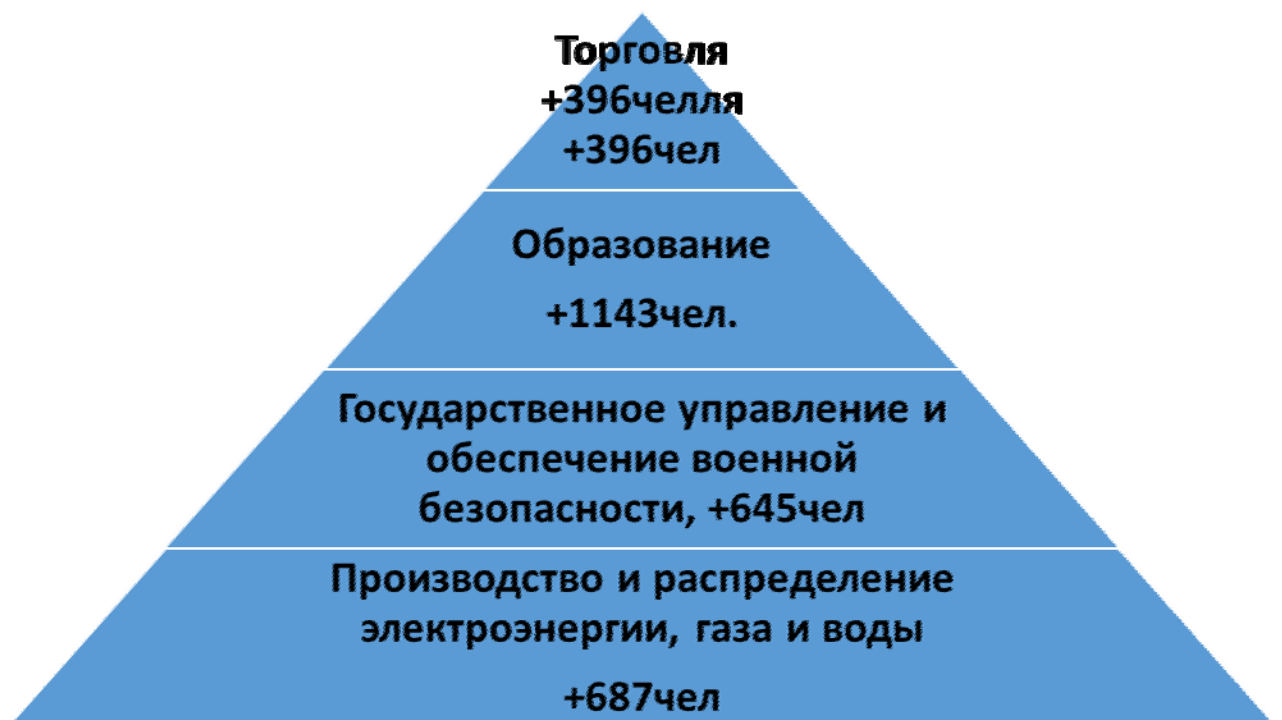 Торговля
+396челля
+396чел
Образование
+1143чел.
Государственное управление и
обеспечение военной
безопасности, +645чел
Производство и распределение
электроэнергии, газа и воды
+687чел